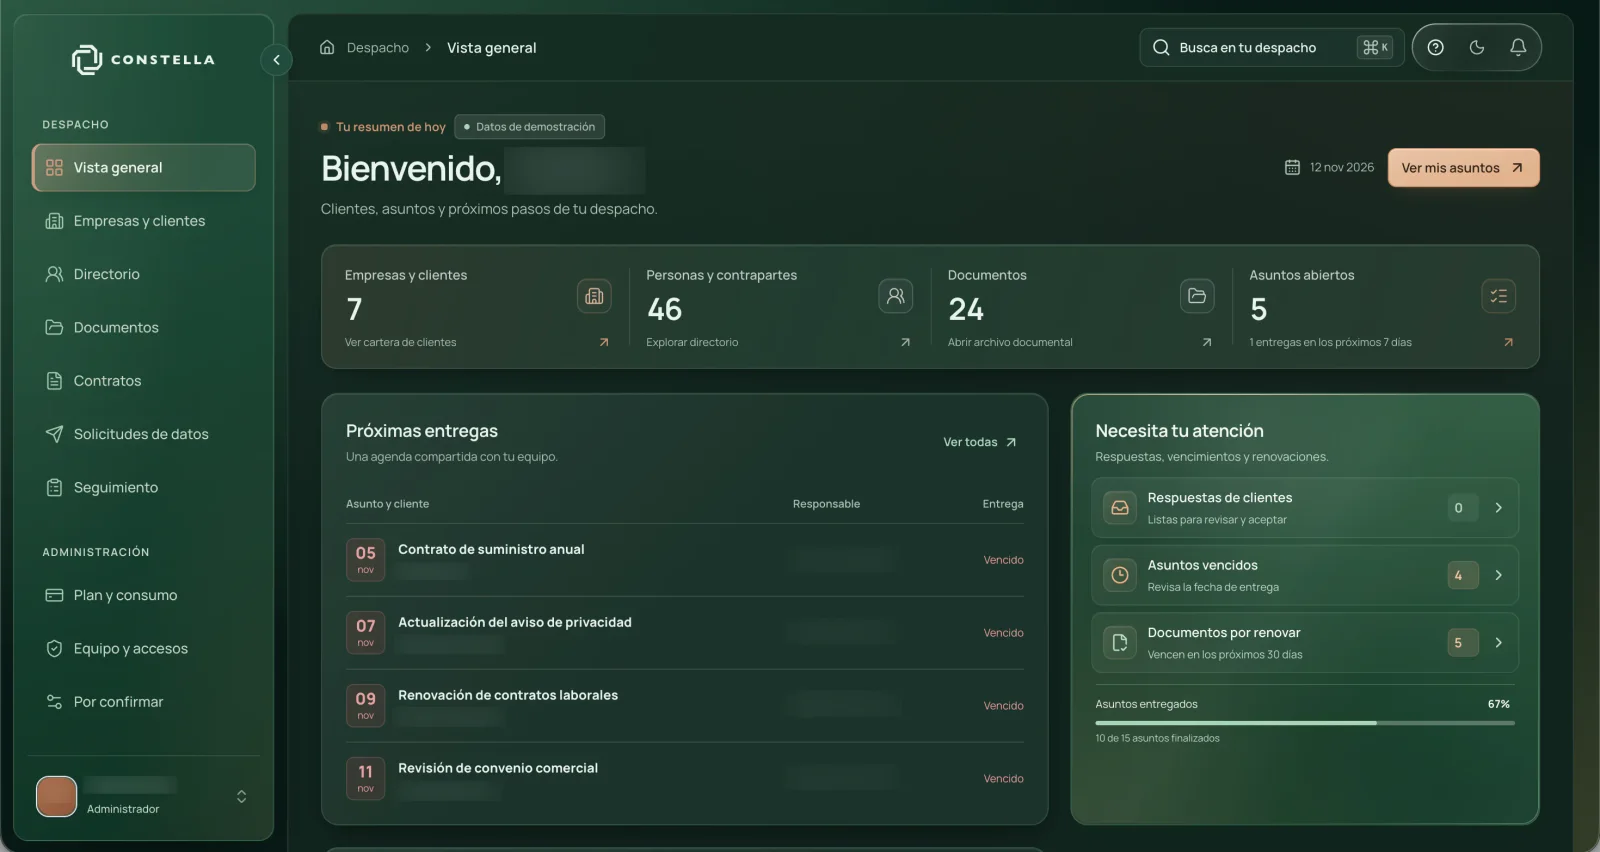 CONSTELLA
DESPACHO
Vista general
Empresas y clientes
Directorio
Documentos
Contratos
Solicitudes de datos
Seguimiento
ADMINISTRACIÓN
Plan y consumo
Equipo y accesos
Por confirmar
Administrador
Despacho
Vista general
Busca en tu despacho
⌘ K
Tu resumen de hoy
Datos de demostración
Bienvenido,
Clientes, asuntos y próximos pasos de tu despacho.
12 nov 2026
Ver mis asuntos
Empresas y clientes
7
Ver cartera de clientes
Personas y contrapartes
46
Explorar directorio
Documentos
24
Abrir archivo documental
Asuntos abiertos
5
1 entregas en los próximos 7 días
Próximas entregas
Una agenda compartida con tu equipo.
Ver todas
Asunto y cliente
Responsable
Entrega
05
nov
Contrato de suministro anual
Vencido
07
nov
Actualización del aviso de privacidad
Vencido
09
nov
Renovación de contratos laborales
Vencido
11
nov
Revisión de convenio comercial
Vencido
Necesita tu atención
Respuestas, vencimientos y renovaciones.
Respuestas de clientes
Listas para revisar y aceptar
0
Asuntos vencidos
Revisa la fecha de entrega
4
Documentos por renovar
Vencen en los próximos 30 días
5
Asuntos entregados
67%
10 de 15 asuntos finalizados